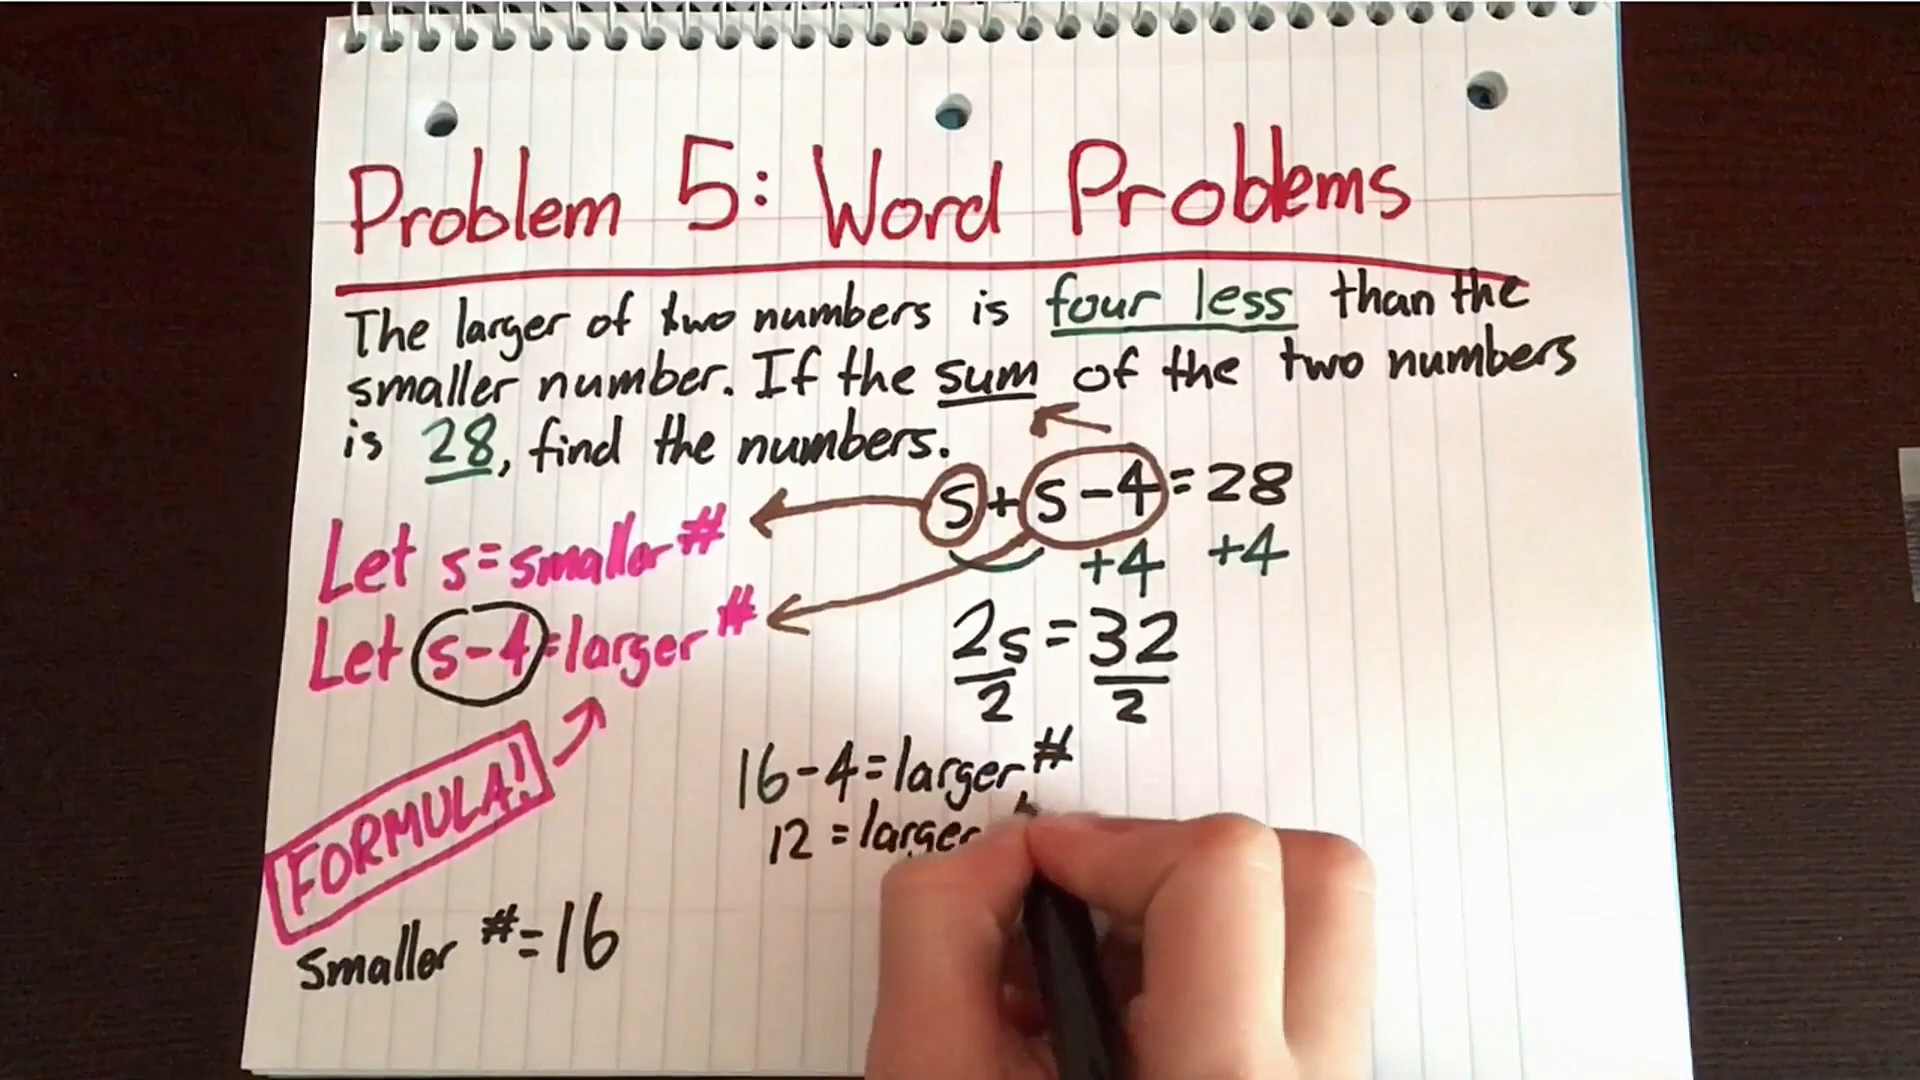 Problem 5: Word Problems
The larger of two numbers is four less than the
smaller number. If the sum of the two numbers
is 28, find the numbers.
s + s - 4 = 28
+4 +4
Let s = smaller #
Let s - 4 = larger #
2s = 32
2 2
FORMULA!
16 - 4 = larger #
12 = larger
Smaller # = 16